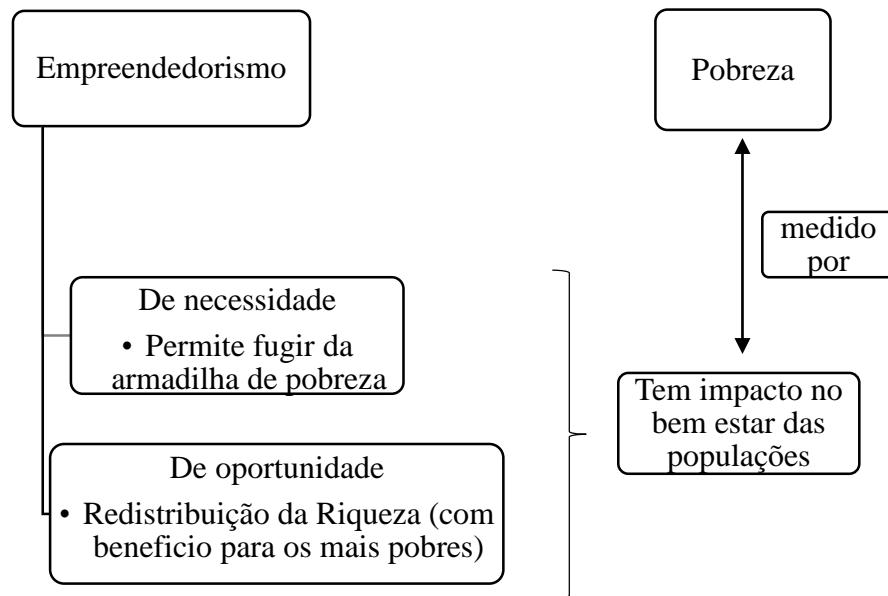 Empreendedorismo
Pobreza
medido
por
De necessidade
• Permite fugir da
armadilha de pobreza
Tem impacto no
bem estar das
populações
De oportunidade
• Redistribuição da Riqueza (com
beneficio para os mais pobres)